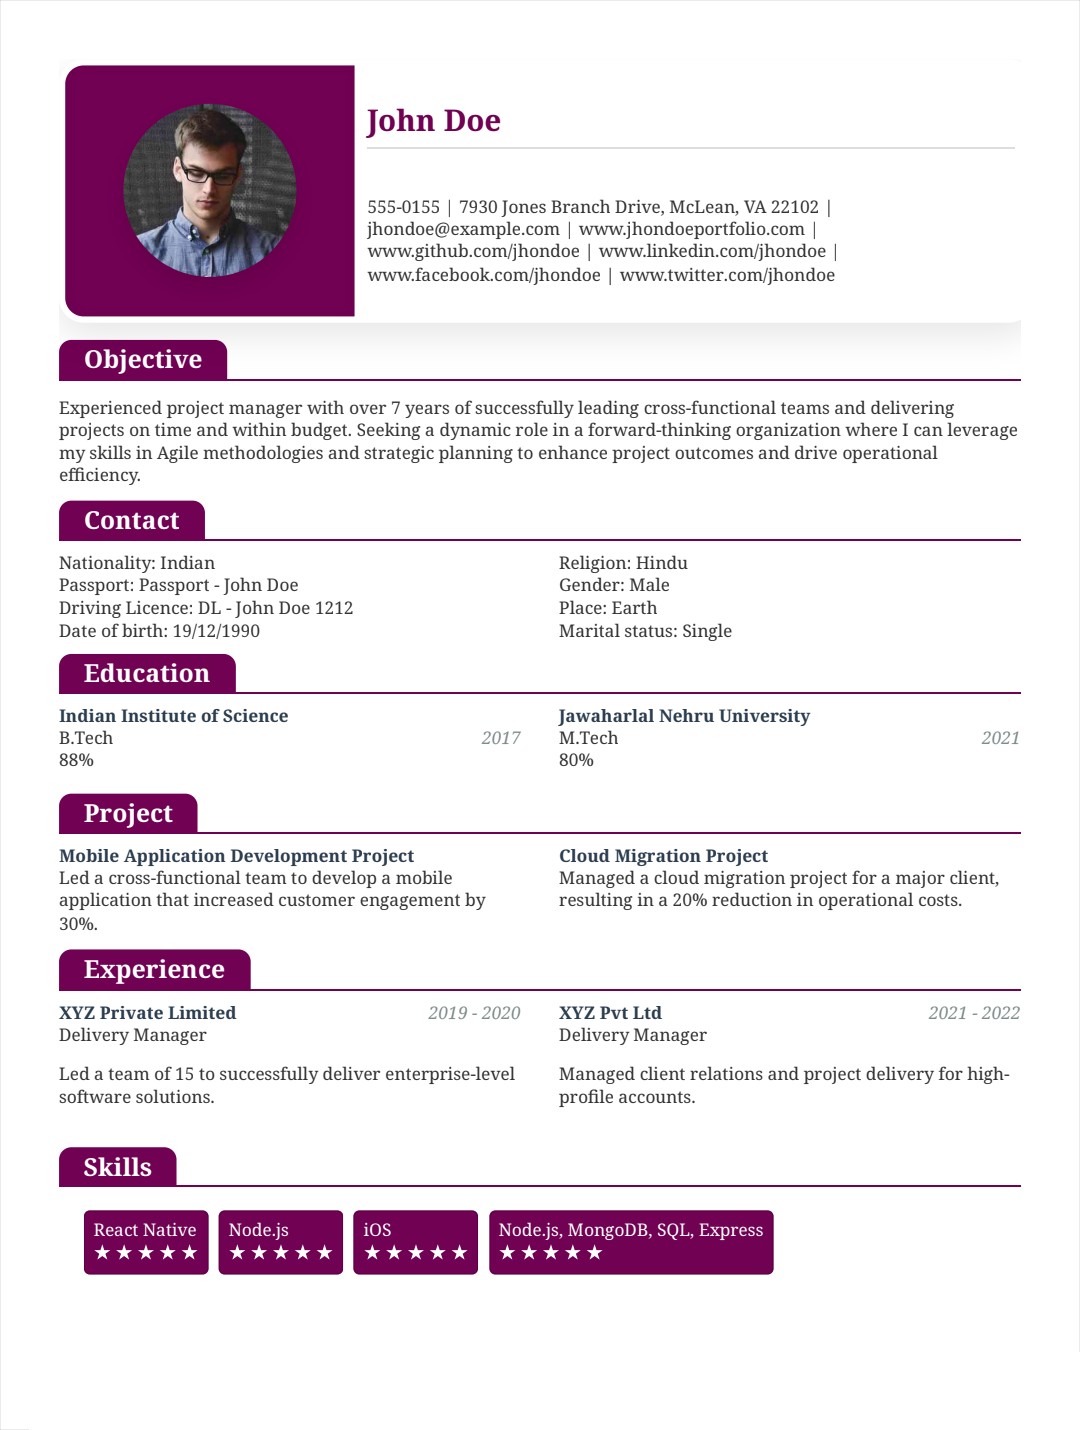 John Doe
555-0155 | 7930 Jones Branch Drive, McLean, VA 22102 |
jhondoe@example.com | www.jhondoeportfolio.com |
www.github.com/jhondoe | www.linkedin.com/jhondoe |
www.facebook.com/jhondoe | www.twitter.com/jhondoe
Objective
Experienced project manager with over 7 years of successfully leading cross-functional teams and delivering
projects on time and within budget. Seeking a dynamic role in a forward-thinking organization where I can leverage
my skills in Agile methodologies and strategic planning to enhance project outcomes and drive operational
efficiency.
Contact
Nationality: Indian
Passport: Passport - John Doe
Driving Licence: DL - John Doe 1212
Date of birth: 19/12/1990
Religion: Hindu
Gender: Male
Place: Earth
Marital status: Single
Education
Indian Institute of Science
B.Tech 2017
88%
Jawaharlal Nehru University
M.Tech 2021
80%
Project
Mobile Application Development Project
Led a cross-functional team to develop a mobile
application that increased customer engagement by
30%.
Cloud Migration Project
Managed a cloud migration project for a major client,
resulting in a 20% reduction in operational costs.
Experience
XYZ Private Limited 2019 - 2020
Delivery Manager
Led a team of 15 to successfully deliver enterprise-level
software solutions.
XYZ Pvt Ltd 2021 - 2022
Delivery Manager
Managed client relations and project delivery for high-
profile accounts.
Skills
React Native
★★★★★
Node.js
★★★★★
iOS
★★★★★
Node.js, MongoDB, SQL, Express
★★★★★